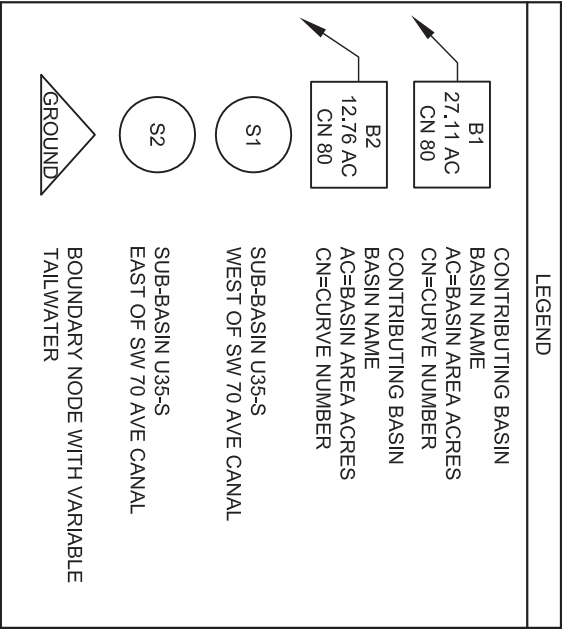 LEGEND
B1
27.11 AC
CN 80
CONTRIBUTING BASIN
BASIN NAME
AC=BASIN AREA ACRES
CN=CURVE NUMBER
B2
12.76 AC
CN 80
CONTRIBUTING BASIN
BASIN NAME
AC=BASIN AREA ACRES
CN=CURVE NUMBER
S1
SUB-BASIN U35-S
WEST OF SW 70 AVE CANAL
S2
SUB-BASIN U35-S
EAST OF SW 70 AVE CANAL
GROUND
BOUNDARY NODE WITH VARIABLE
TAILWATER